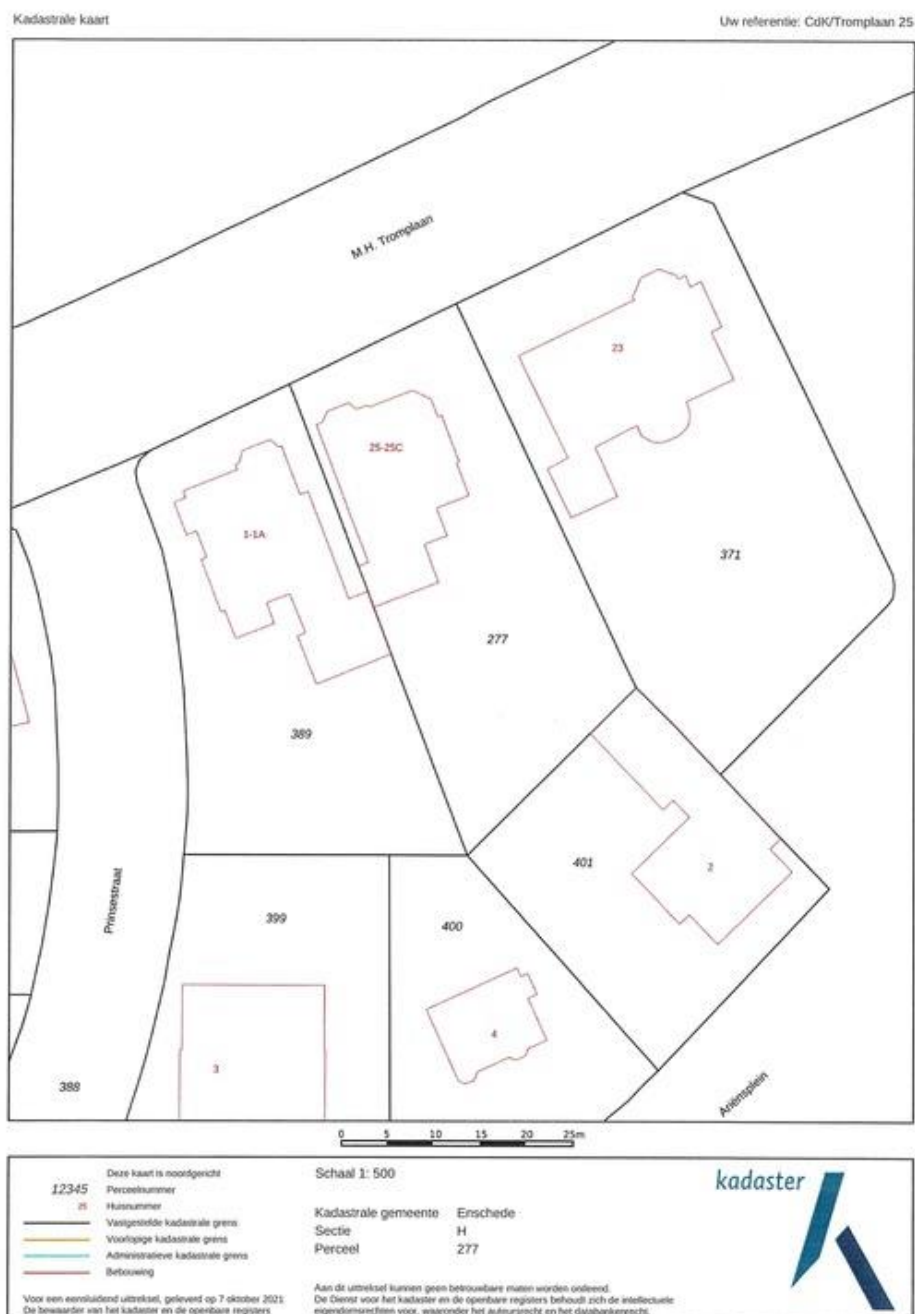 Kadastrale kaart
Uw referentie: CdK/Tromplaan 25
M.H. Tromplaan
23
25-25C
1-1A
371
277
389
Prinsestraat
401
2
399
400
4
3
388
Ariënsplein
0 5 10 15 20 25m
Deze kaart is noordgericht
12345 Perceelnummer
25 Huisnummer
Vastgestelde kadastrale grens
Voorlopige kadastrale grens
Administratieve kadastrale grens
Bebouwing
Voor een eensluidend uittreksel, geleverd op 7 oktober 2021
De bewaarder van het kadaster en de openbare registers
Schaal 1: 500
Kadastrale gemeente Enschede
Sectie H
Perceel 277
Aan dit uittreksel kunnen geen betrouwbare maten worden ontleend.
De Dienst voor het kadaster en de openbare registers behoudt zich de intellectuele
eigendomsrechten voor, waaronder het auteursrecht en het databankenrecht.
kadaster